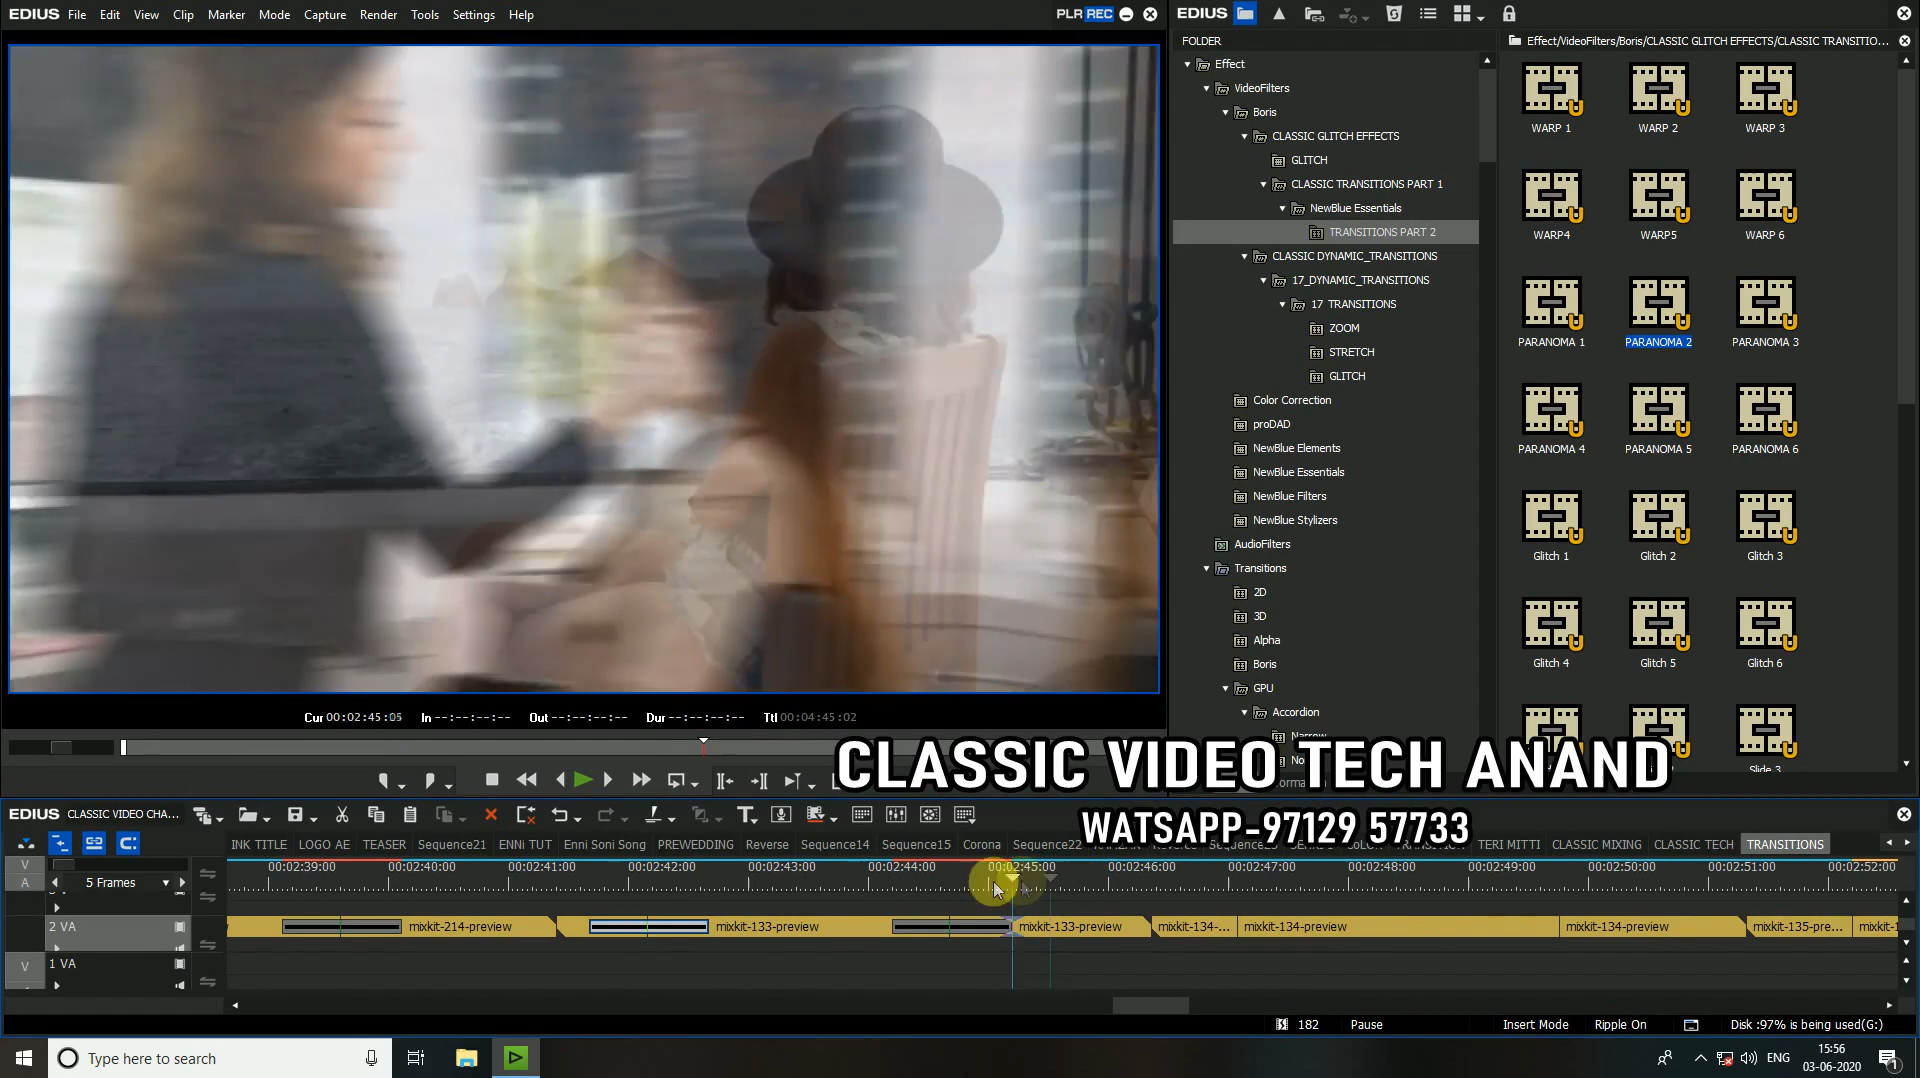 EDIUS File Edit View Clip Marker Mode Capture Render Tools Settings Help PLR REC
EDIUS
FOLDER
Effect/VideoFilters/Boris/CLASSIC GLITCH EFFECTS/CLASSIC TRANSITIO...
Effect
VideoFilters
Boris
CLASSIC GLITCH EFFECTS
GLITCH
CLASSIC TRANSITIONS PART 1
NewBlue Essentials
TRANSITIONS PART 2
CLASSIC DYNAMIC_TRANSITIONS
17_DYNAMIC_TRANSITIONS
17 TRANSITIONS
ZOOM
STRETCH
GLITCH
Color Correction
proDAD
NewBlue Elements
NewBlue Essentials
NewBlue Filters
NewBlue Stylizers
AudioFilters
Transitions
2D
3D
Alpha
Boris
GPU
Accordion
WARP 1 WARP 2 WARP 3
WARP4 WARP5 WARP 6
PARANOMA 1 PARANOMA 2 PARANOMA 3
PARANOMA 4 PARANOMA 5 PARANOMA 6
Glitch 1 Glitch 2 Glitch 3
Glitch 4 Glitch 5 Glitch 6
Slide 3
Cur 00:02:45:05 In --:--:--:-- Out --:--:--:-- Dur --:--:--:-- Ttl 00:04:45:02
CLASSIC VIDEO TECH ANAND
WATSAPP-97129 57733
EDIUS CLASSIC VIDEO CHA...
INK TITLE LOGO AE TEASER Sequence21 ENNi TUT Enni Soni Song PREWEDDING Reverse Sequence14 Sequence15 Corona Sequence22 TERI MITTI CLASSIC MIXING CLASSIC TECH TRANSITIONS
V
A
5 Frames
00:02:39:00 00:02:40:00 00:02:41:00 00:02:42:00 00:02:43:00 00:02:44:00 00:02:45:00 00:02:46:00 00:02:47:00 00:02:48:00 00:02:49:00 00:02:50:00 00:02:51:00 00:02:52:00
2 VA
mixkit-214-preview mixkit-133-preview mixkit-133-preview mixkit-134-... mixkit-134-preview mixkit-134-preview mixkit-135-pre...
V 1 VA
182 Pause Insert Mode Ripple On Disk :97% is being used(G:)
Type here to search
ENG
15:56
03-06-2020
1